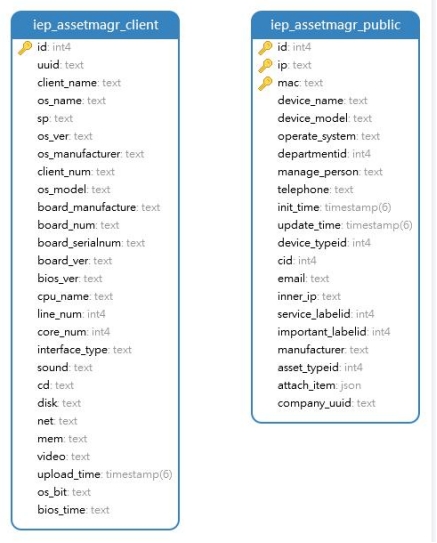 iep_assetmagr_client
id: int4
uuid: text
client_name: text
os_name: text
sp: text
os_ver: text
os_manufacturer: text
client_num: text
os_model: text
board_manufacture: text
board_num: text
board_serialnum: text
board_ver: text
bios_ver: text
cpu_name: text
line_num: int4
core_num: int4
interface_type: text
sound: text
cd: text
disk: text
net: text
mem: text
video: text
upload_time: timestamp(6)
os_bit: text
bios_time: text
iep_assetmagr_public
id: int4
ip: text
mac: text
device_name: text
device_model: text
operate_system: text
departmentid: int4
manage_person: text
telephone: text
init_time: timestamp(6)
update_time: timestamp(6)
device_typeid: int4
cid: int4
email: text
inner_ip: text
service_labelid: int4
important_labelid: int4
manufacturer: text
asset_typeid: int4
attach_item: json
company_uuid: text